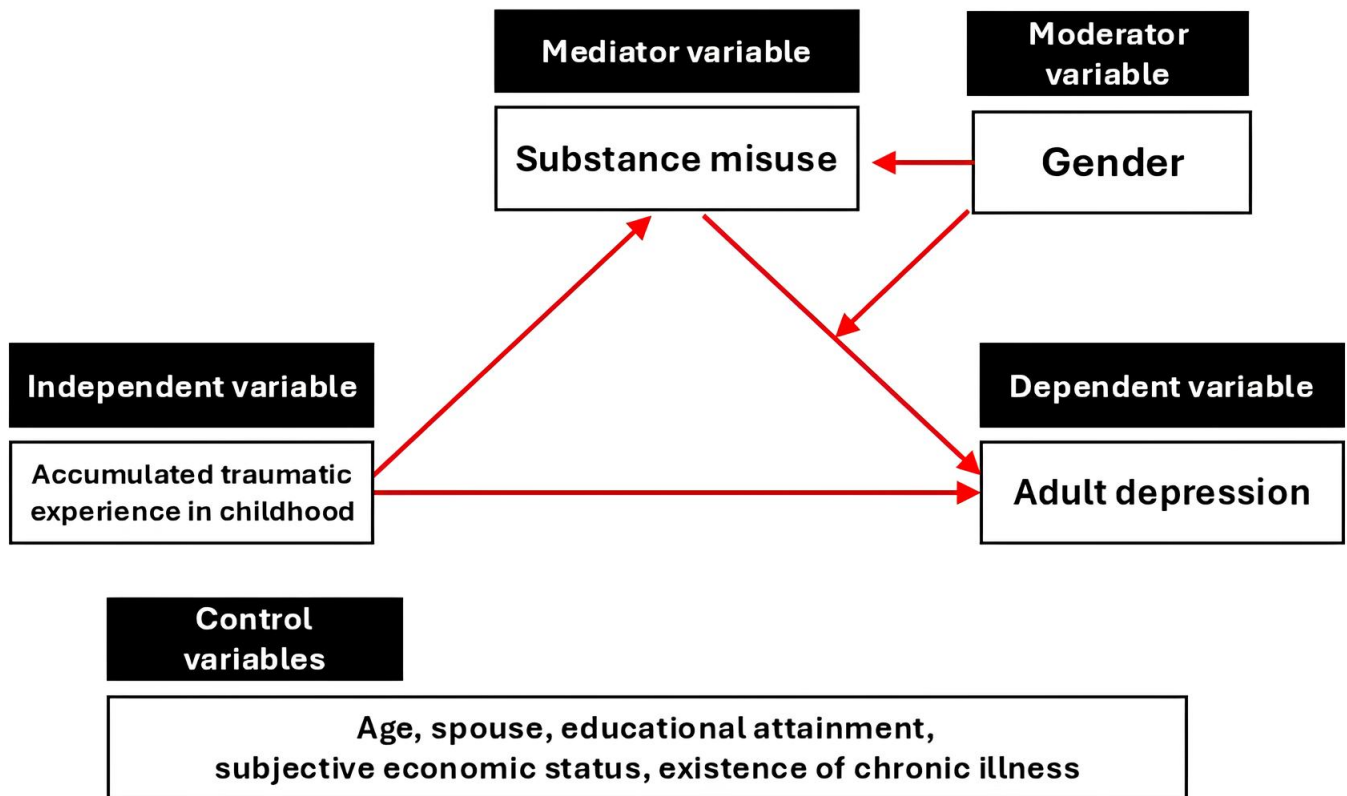 Mediator variable
Substance misuse
Moderator
variable
Gender
Independent variable
Accumulated traumatic
experience in childhood
Dependent variable
Adult depression
Control
variables
Age, spouse, educational attainment,
subjective economic status, existence of chronic illness